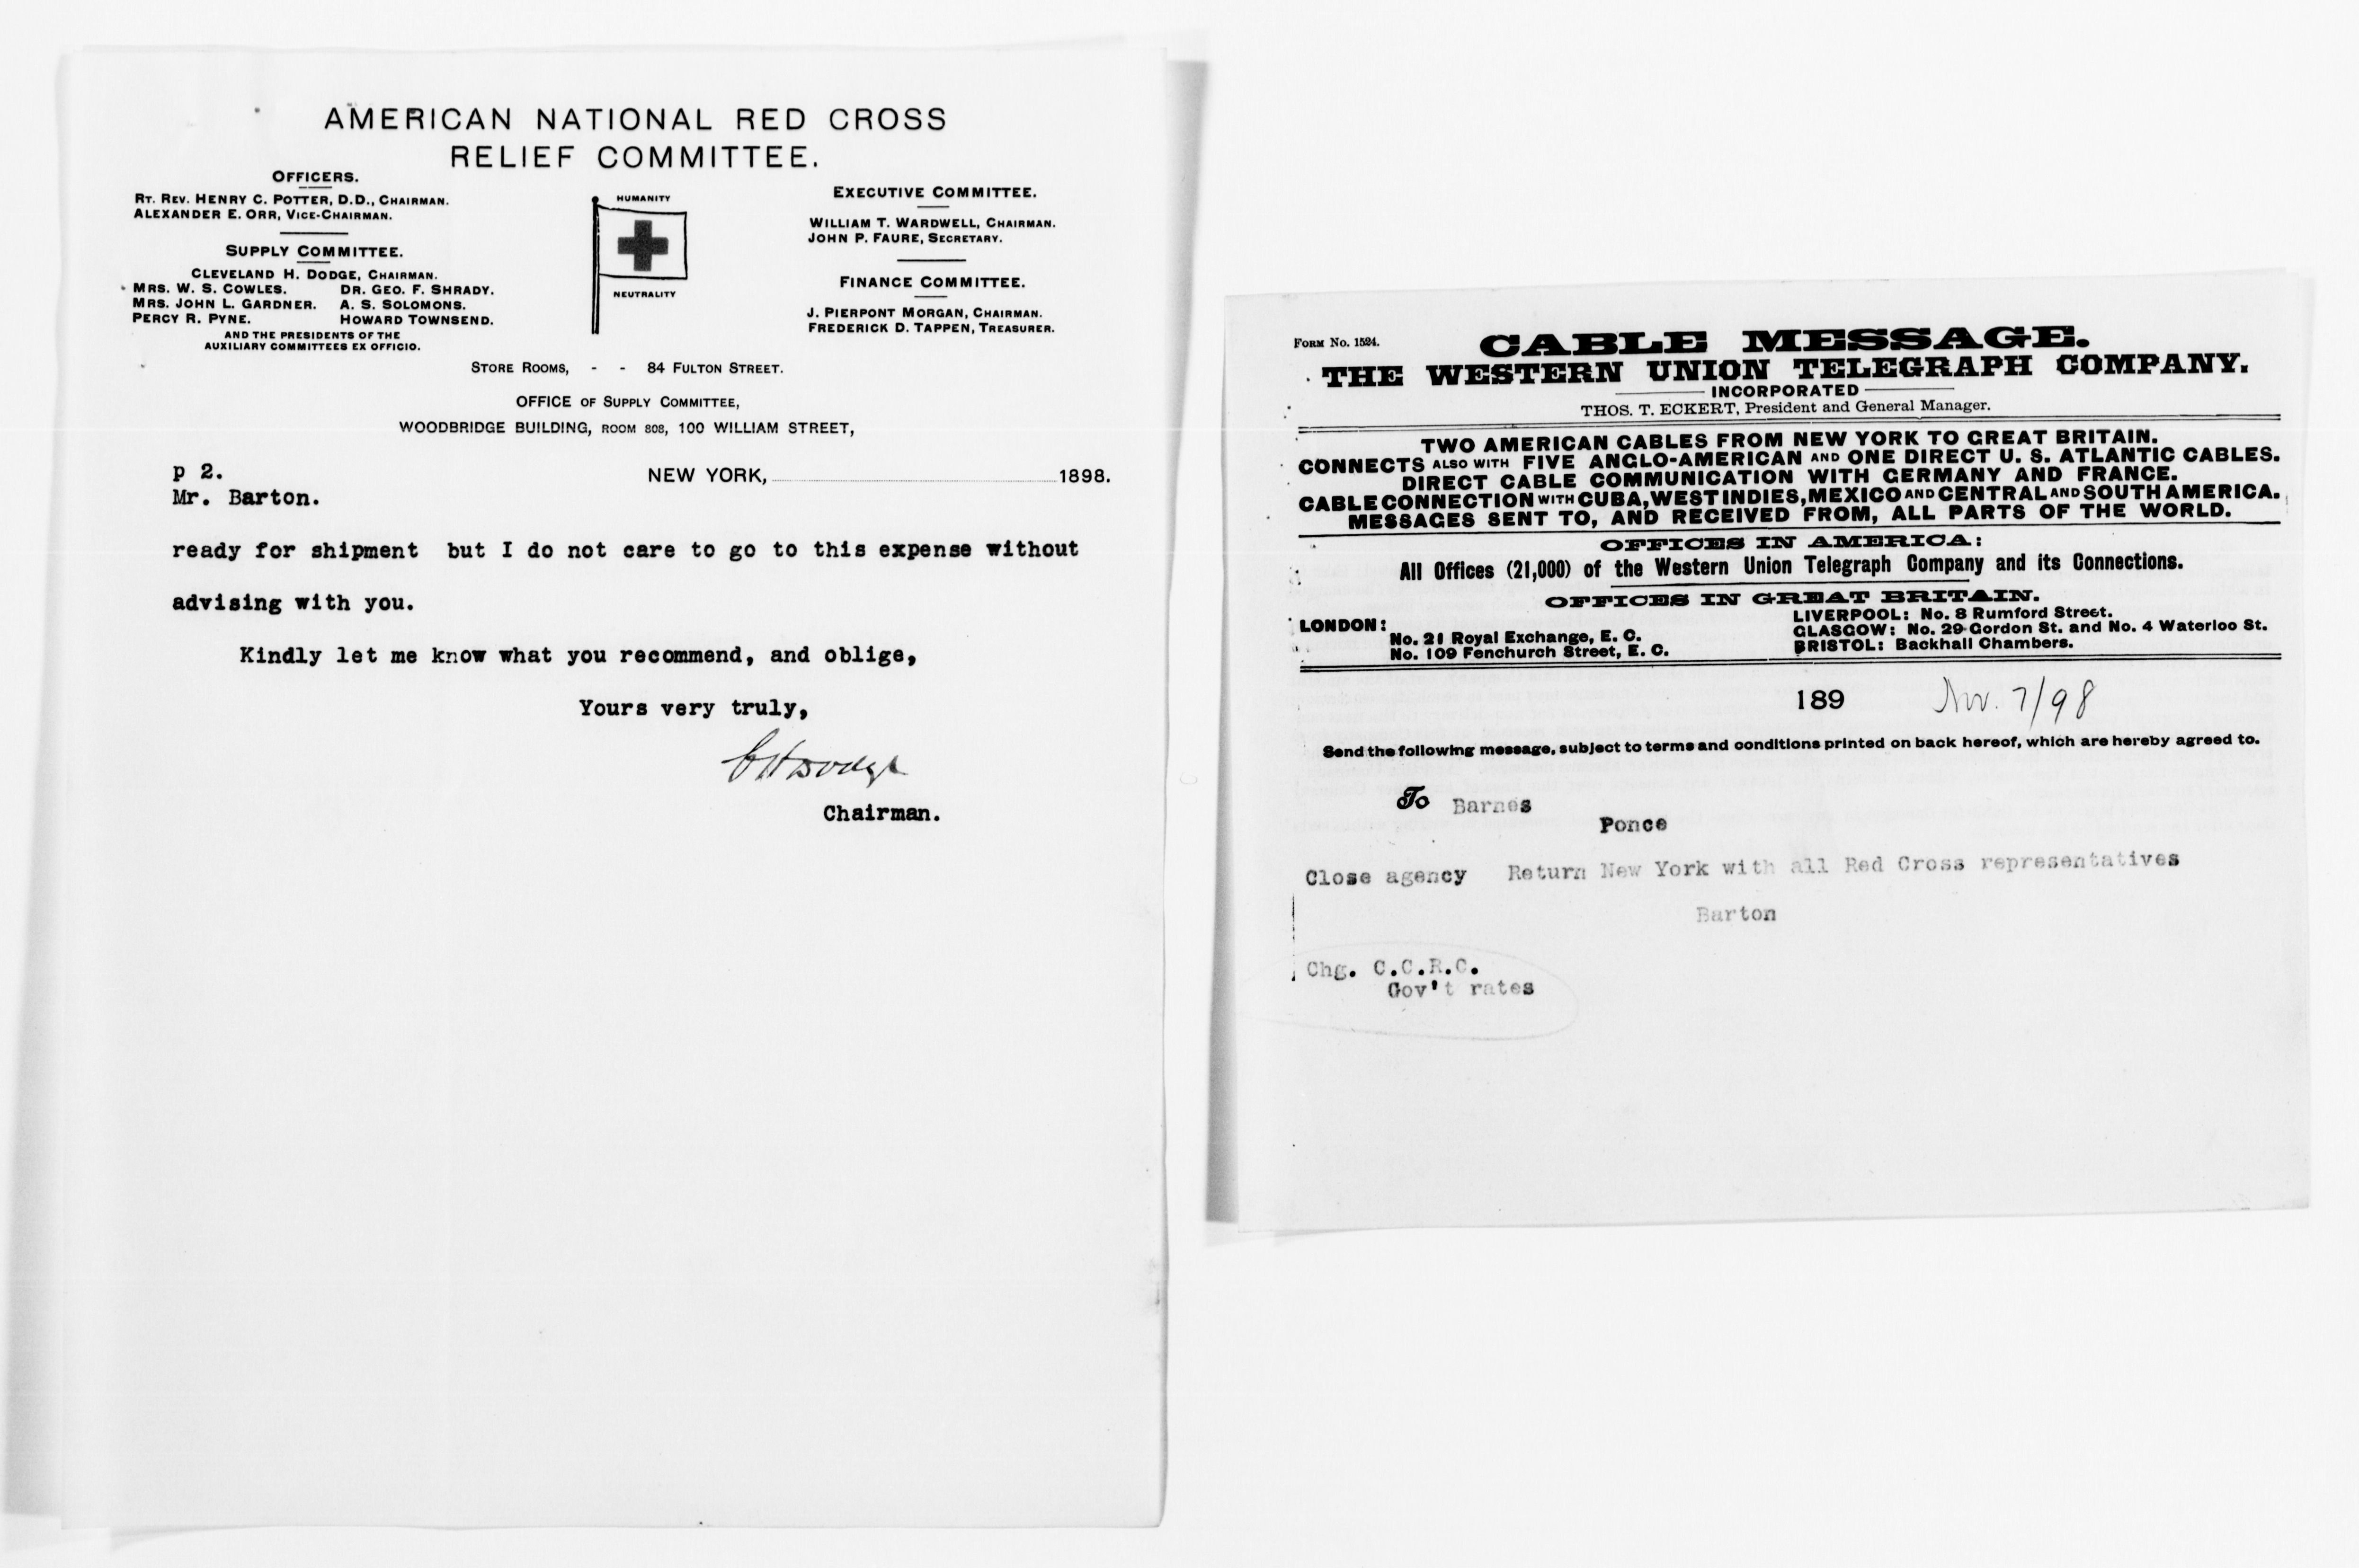 AMERICAN NATIONAL RED CROSS
RELIEF COMMITTEE.
OFFICERS.
RT. REV. HENRY C. POTTER, D.D., CHAIRMAN.
ALEXANDER E. ORR, VICE-CHAIRMAN.
SUPPLY COMMITTEE.
CLEVELAND H. DODGE, CHAIRMAN.
MRS. W. S. COWLES. DR. GEO. F. SHRADY.
MRS. JOHN L. GARDNER. A. S. SOLOMONS.
PERCY R. PYNE. HOWARD TOWNSEND.
AND THE PRESIDENTS OF THE
AUXILIARY COMMITTEES EX OFFICIO.
HUMANITY
NEUTRALITY
EXECUTIVE COMMITTEE.
WILLIAM T. WARDWELL, CHAIRMAN.
JOHN P. FAURE, SECRETARY.
FINANCE COMMITTEE.
J. PIERPONT MORGAN, CHAIRMAN.
FREDERICK D. TAPPEN, TREASURER.
STORE ROOMS, - - 84 FULTON STREET.
OFFICE OF SUPPLY COMMITTEE,
WOODBRIDGE BUILDING, ROOM 808, 100 WILLIAM STREET,
p 2. NEW YORK, 1898.
Mr. Barton.
ready for shipment but I do not care to go to this expense without
advising with you.
Kindly let me know what you recommend, and oblige,
Yours very truly,
C H Dodge
Chairman.
FORM No. 1524.
CABLE MESSAGE.
THE WESTERN UNION TELEGRAPH COMPANY.
INCORPORATED
THOS. T. ECKERT, President and General Manager.
TWO AMERICAN CABLES FROM NEW YORK TO GREAT BRITAIN.
CONNECTS ALSO WITH FIVE ANGLO-AMERICAN AND ONE DIRECT U. S. ATLANTIC CABLES.
DIRECT CABLE COMMUNICATION WITH GERMANY AND FRANCE.
CABLE CONNECTION WITH CUBA, WEST INDIES, MEXICO AND CENTRAL AND SOUTH AMERICA.
MESSAGES SENT TO, AND RECEIVED FROM, ALL PARTS OF THE WORLD.
OFFICES IN AMERICA:
All Offices (21,000) of the Western Union Telegraph Company and its Connections.
OFFICES IN GREAT BRITAIN.
LONDON:
No. 21 Royal Exchange, E. C.
No. 109 Fenchurch Street, E. C.
LIVERPOOL: No. 8 Rumford Street.
GLASGOW: No. 29 Gordon St. and No. 4 Waterloo St.
BRISTOL: Backhall Chambers.
189 Nov. 7/98
Send the following message, subject to terms and conditions printed on back hereof, which are hereby agreed to.
To Barnes
Ponce
Close agency Return New York with all Red Cross representatives
Barton
Chg. C.C.R.C.
Gov't rates